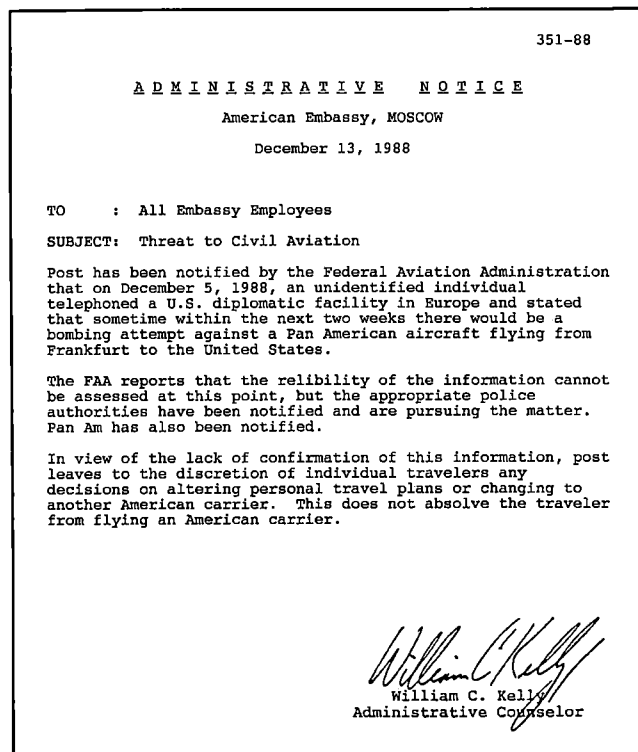 351-88
ADMINISTRATIVE NOTICE
American Embassy, MOSCOW
December 13, 1988
TO : All Embassy Employees
SUBJECT: Threat to Civil Aviation
Post has been notified by the Federal Aviation Administration
that on December 5, 1988, an unidentified individual
telephoned a U.S. diplomatic facility in Europe and stated
that sometime within the next two weeks there would be a
bombing attempt against a Pan American aircraft flying from
Frankfurt to the United States.
The FAA reports that the relibility of the information cannot
be assessed at this point, but the appropriate police
authorities have been notified and are pursuing the matter.
Pan Am has also been notified.
In view of the lack of confirmation of this information, post
leaves to the discretion of individual travelers any
decisions on altering personal travel plans or changing to
another American carrier. This does not absolve the traveler
from flying an American carrier.
William C Kelly
William C. Kelly
Administrative Counselor